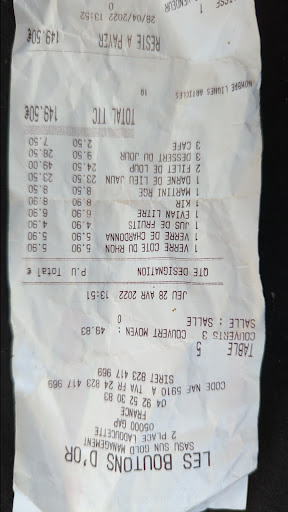 LES BOUTONS D'OR
SASU SUN GOLD MANAGEMENT
2 PLACE LADOUCETTE
05000 GAP
FRANCE
04 92 52 30 83
CODE NAF 5910 A TVA FR 24 823 417 969
SIRET 823 417 969
TABLE 5
COUVERTS 3 COUVERT MOYEN : 49.83
SALLE : SALLE
0
JEU 28 AVR 2022 13:51
QTE DESIGNATION P.U. Total €
1 VERRE COTE DU RHON 5.90 5.90
1 VERRE DE CHARDONNA 5.90 5.90
1 JUS DE FRUITS 4.90 4.90
1 EVIAN LITRE 6.90 6.90
1 KIR 8.90 8.90
1 MARTINI RGE 8.50 8.50
1 DARNE DE LIEU JAUN 23.50 23.50
2 FILET DE LOUP 24.50 49.00
3 DESSERT DU JOUR 9.50 28.50
3 CAFE 2.50 7.50
TOTAL TTC 149.50€
NOMBRE LIGNES ARTICLES 10
RESTE A PAYER 149.50€
0
28/04/2022 13:52